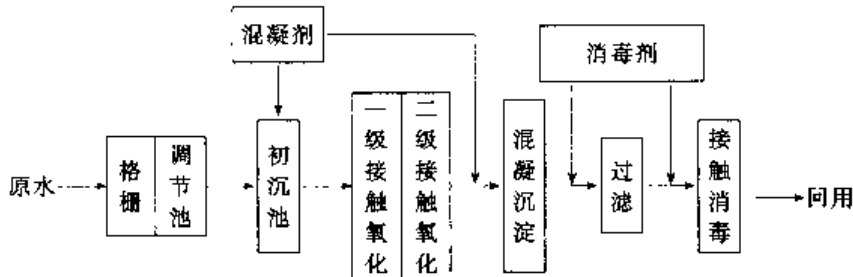 混凝剂
消毒剂
原水
格栅
调节池
初沉池
一级接触氧化
二级接触氧化
混凝沉淀
过滤
接触消毒
回用